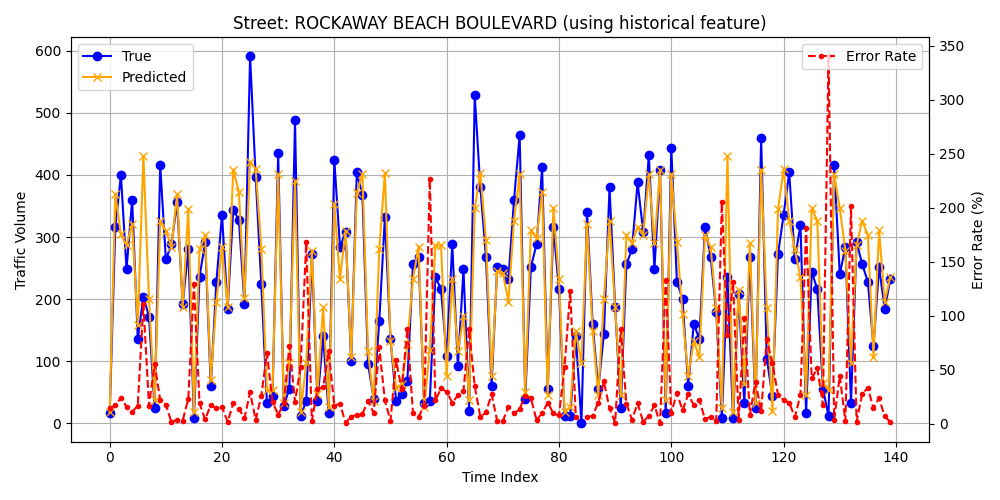 Street: ROCKAWAY BEACH BOULEVARD (using historical feature)
True
Predicted
Error Rate
600
500
400
300
200
100
0
Traffic Volume
350
300
250
200
150
100
50
0
Error Rate (%)
0 20 40 60 80 100 120 140
Time Index